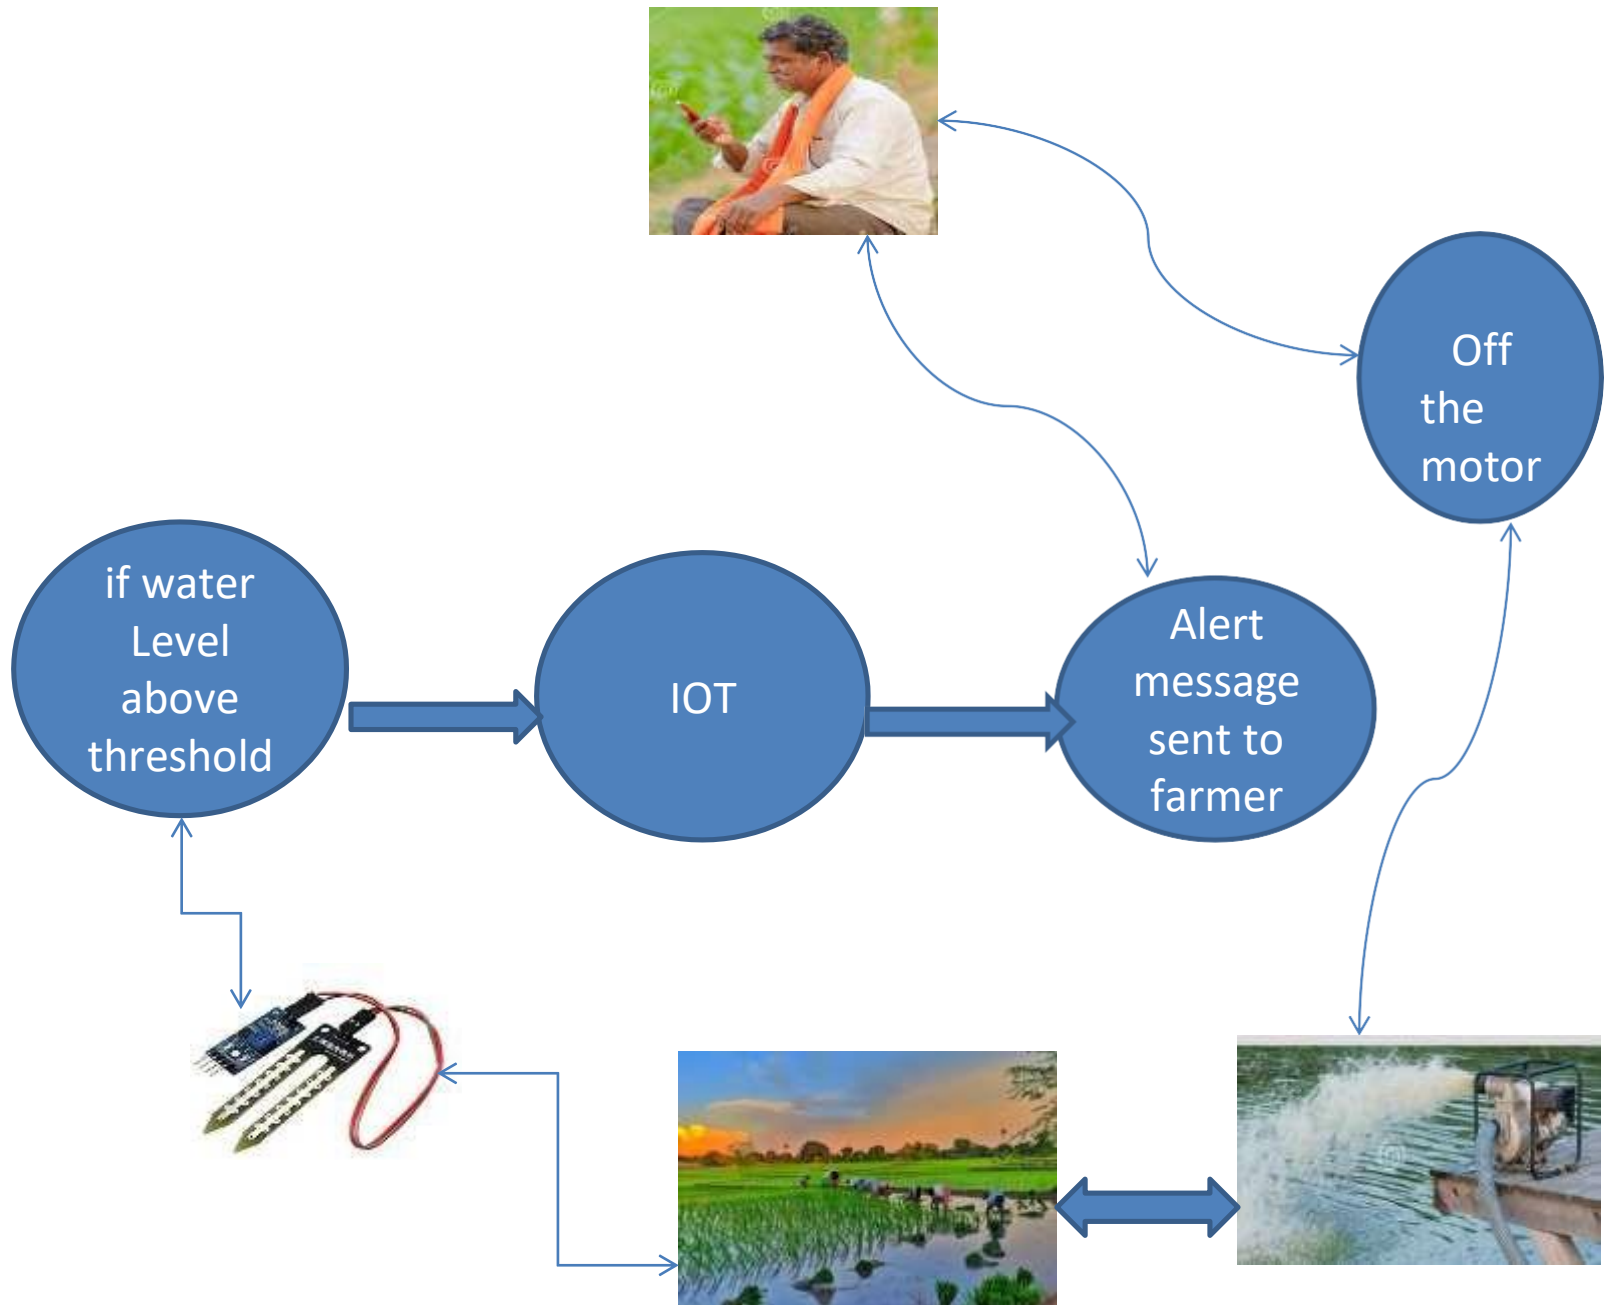 Off
the
motor
if water
Level
above
threshold
IOT
Alert
message
sent to
farmer